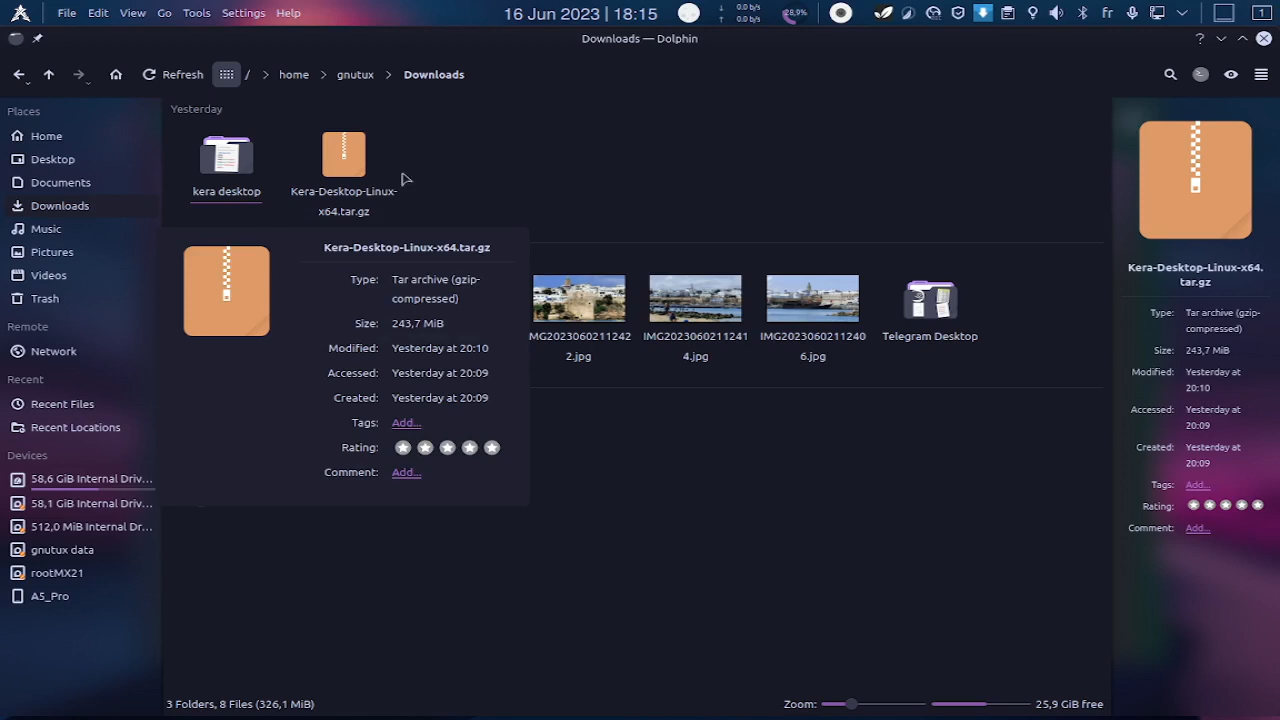 File Edit View Go Tools Settings Help 16 Jun 2023 | 18:15 ↓ 0.0 b/s 28,9% fr 1
↑ 0.0 b/s
Downloads — Dolphin
Refresh / > home > gnutux > Downloads
Places
Home
Desktop
Documents
Downloads
Music
Pictures
Videos
Trash
Remote
Network
Recent
Recent Files
Recent Locations
Devices
58,6 GiB Internal Driv...
58,1 GiB Internal Driv...
512,0 MiB Internal Dr...
gnutux data
rootMX21
A5_Pro
Yesterday
kera desktop
Kera-Desktop-Linux-
x64.tar.gz
Kera-Desktop-Linux-x64.tar.gz
Type: Tar archive (gzip-
compressed)
Size: 243,7 MiB
Modified: Yesterday at 20:10
Accessed: Yesterday at 20:09
Created: Yesterday at 20:09
Tags: Add...
Rating:
Comment: Add...
MG2023060211242
2.jpg
IMG2023060211241
4.jpg
IMG2023060211240
6.jpg
Telegram Desktop
Kera-Desktop-Linux-x64.
tar.gz
Type: Tar archive (gzip-
compressed)
Size: 243,7 MiB
Modified: Yesterday at
20:10
Accessed: Yesterday at
20:09
Created: Yesterday at
20:09
Tags: Add...
Rating:
Comment: Add...
3 Folders, 8 Files (326,1 MiB)
Zoom:
25,9 GiB free